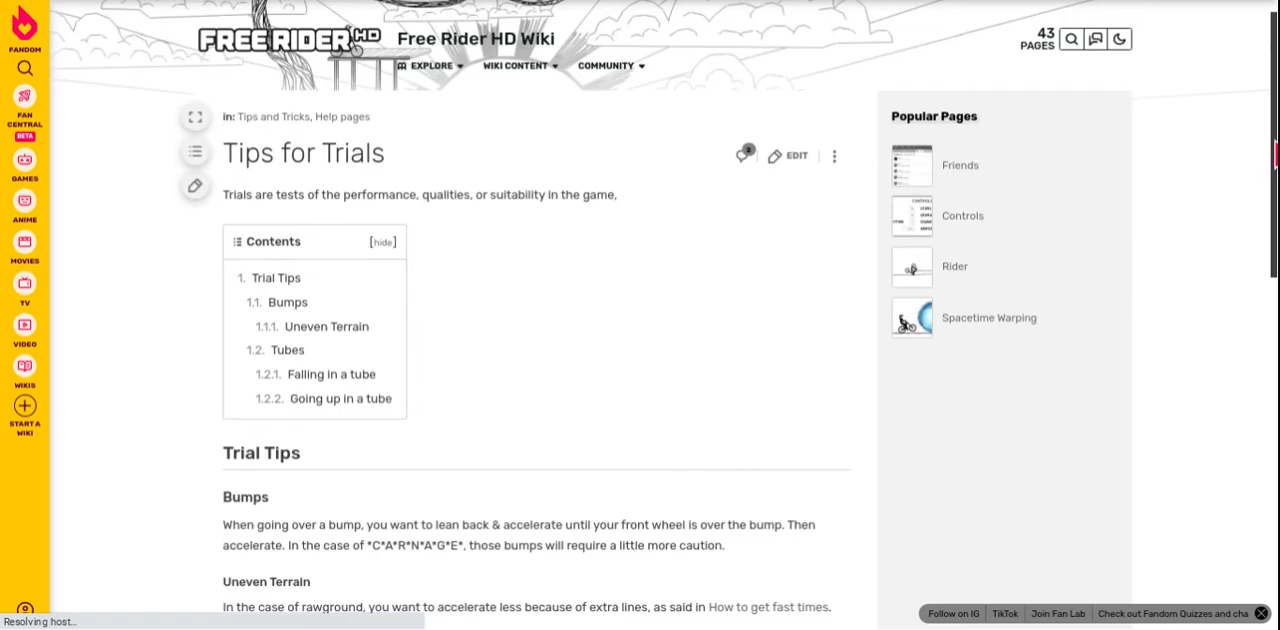 FANDOM
FAN CENTRAL
BETA
GAMES
ANIME
MOVIES
TV
VIDEO
WIKIS
START A WIKI
FREE RIDER HD
Free Rider HD Wiki
EXPLORE
WIKI CONTENT
COMMUNITY
43
PAGES
in: Tips and Tricks, Help pages
Tips for Trials
2
EDIT
Trials are tests of the performance, qualities, or suitability in the game,
Contents [hide]
1. Trial Tips
1.1. Bumps
1.1.1. Uneven Terrain
1.2. Tubes
1.2.1. Falling in a tube
1.2.2. Going up in a tube
Trial Tips
Bumps
When going over a bump, you want to lean back & accelerate until your front wheel is over the bump. Then
accelerate. In the case of *C*A*R*N*A*G*E*, those bumps will require a little more caution.
Uneven Terrain
In the case of rawground, you want to accelerate less because of extra lines, as said in How to get fast times.
Popular Pages
Friends
Controls
Rider
Spacetime Warping
Follow on IG
TikTok
Join Fan Lab
Check out Fandom Quizzes and cha
Resolving host...